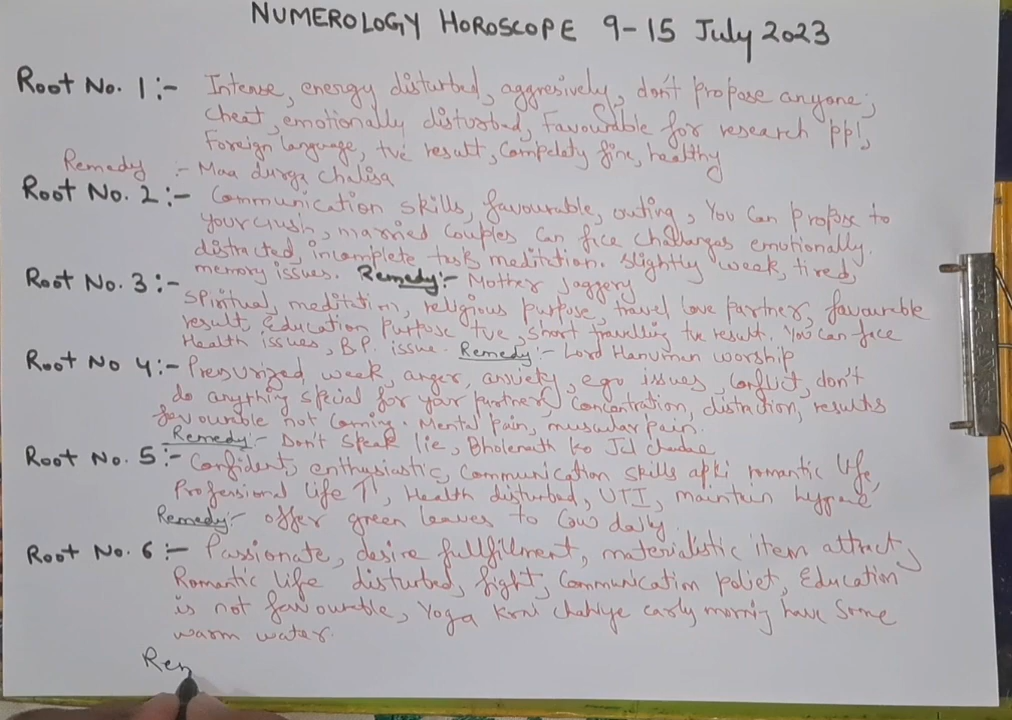 NUMEROLOGY HOROSCOPE 9-15 July 2023
Root No. 1:- Intense, energy disturbed, aggresively, don't propose anyone,
cheat, emotionally disturbed, Favourable for research ppl,
Foreign language, +ve result, Completely fine, healthy
Remedy :- Maa durga Chalisa
Root No. 2:- Communication skills, favourable, outing, You Can propose to
your crush, married couples can face challanges emotionally.
distracted, incomplete tasks meditation. slightly week, tired,
memory issues. Remedy:- Mother Jaggery
Root No. 3:- Spiritual, meditation, religious purpose, travel love partner, favourable
result, Education purpose +ve, short travelling +ve result. You can face
Health issues, B.P. issue. Remedy:- Lord Hanuman worship
Root No 4:- Pressurized, week, anger, anxiety, ego issues, Conflict, don't
do anything special for your partner, Concentration, distraction, results
favourable not coming. Mental pain, muscular pain.
Remedy:- Don't speak lie, Bholenath ko Jal chadae
Root No. 5:- Confident, enthusiastic, Communication skills apki romantic life,
Professional life ↑, Health disturbed, UTI, maintain hygine
Remedy:- offer green leaves to Cow daily.
Root No. 6:- Passionate, desire fullfillment, materialistic item attract,
Romantic life disturbed, fight, Communication poliet, Education
is not favourable, Yoga krni chahiye early morning have some
warm water.
Rem